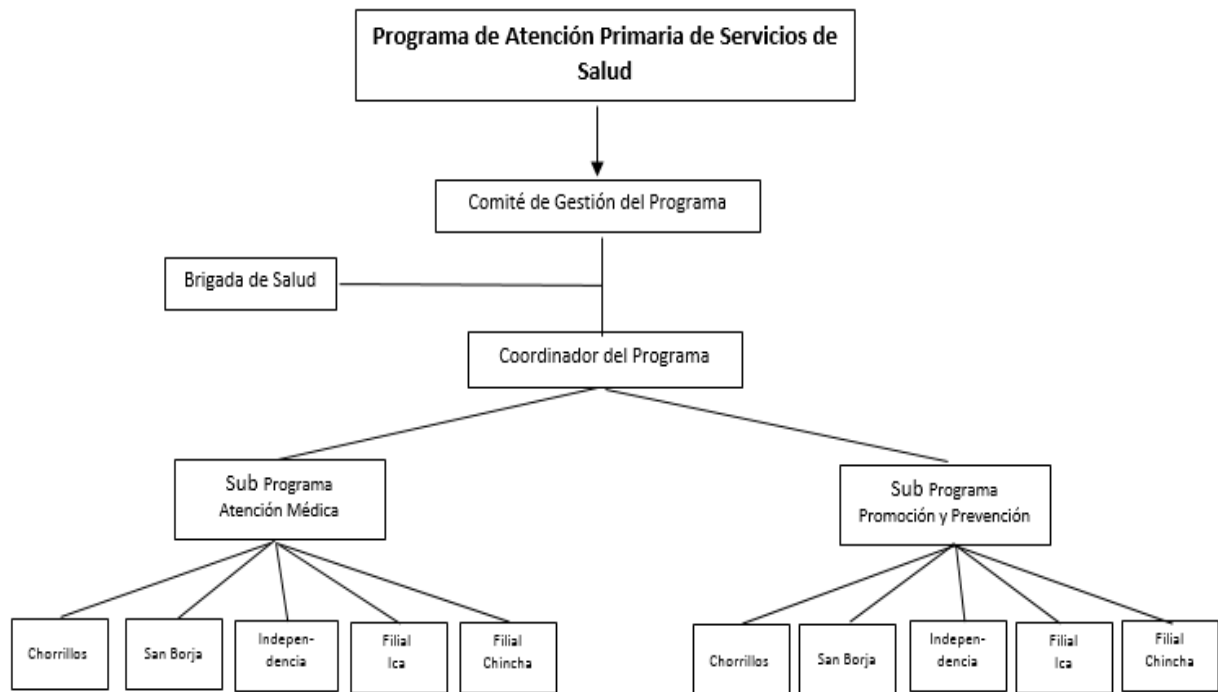 Programa de Atención Primaria de Servicios de
Salud
Comité de Gestión del Programa
Brigada de Salud
Coordinador del Programa
Sub Programa
Atención Médica
Sub Programa
Promoción y Prevención
Chorrillos
San Borja
Indepen-
dencia
Filial
Ica
Filial
Chincha
Chorrillos
San Borja
Indepen-
dencia
Filial
Ica
Filial
Chincha